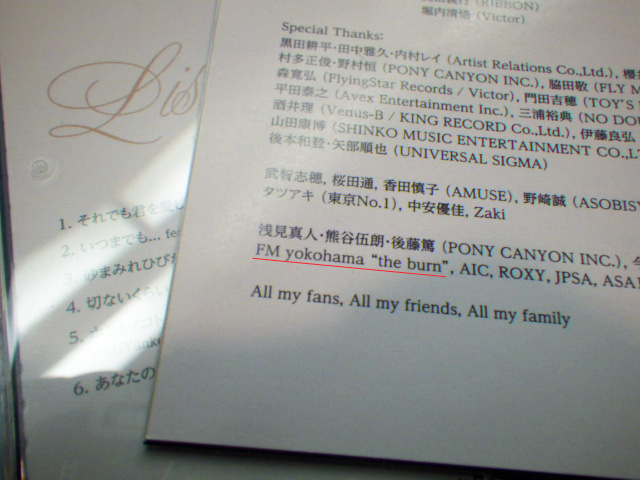 (RIBBON)
堀内清悟 (Victor)
Special Thanks:
黒田耕平・田中雅久・内村レイ (Artist Relations Co.,Ltd.),
村多正俊・野村恒 (PONY CANYON INC.), 脇田敬 (FLY M
森寛弘 (FlyingStar Records / Victor), 門田吉穂 (TOY'S
平田泰之 (Avex Entertainment Inc.), 三浦裕典 (NO DOU
酒井理 (Venus-B / KING RECORD Co.,Ltd.), 伊藤良弘
山田康博 (SHINKO MUSIC ENTERTAINMENT CO.,LT
後本和登・矢部順也 (UNIVERSAL SIGMA)
武智志穂, 桜田通, 香田慎子 (AMUSE), 野崎誠 (ASOBISY
タツアキ (東京No.1), 中安優佳, Zaki
浅見真人・熊谷伍朗・後藤篤 (PONY CANYON INC.), 今
FM yokohama "the burn", AIC, ROXY, JPSA, ASAI
All my fans, All my friends, All my family
Lis
1. それでも君を愛し
2. いつまでも... fea
3. 砂まみれひびも
4. 切ないくらい
5.
6. あなたの